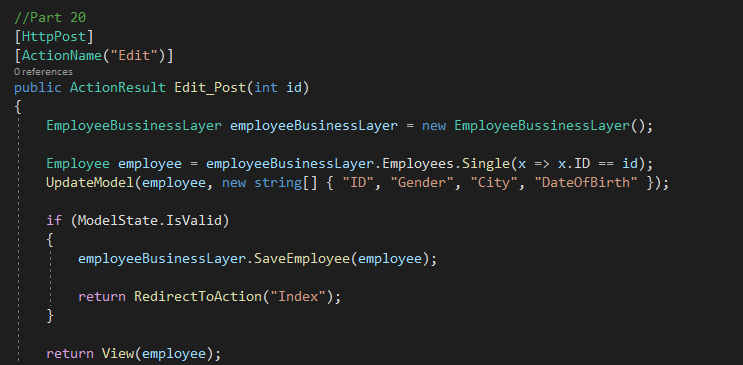 //Part 20
[HttpPost]
[ActionName("Edit")]
0 references
public ActionResult Edit_Post(int id)
{
EmployeeBussinessLayer employeeBusinessLayer = new EmployeeBussinessLayer();
Employee employee = employeeBusinessLayer.Employees.Single(x => x.ID == id);
UpdateModel(employee, new string[] { "ID", "Gender", "City", "DateOfBirth" });
if (ModelState.IsValid)
{
employeeBusinessLayer.SaveEmployee(employee);
return RedirectToAction("Index");
}
return View(employee);